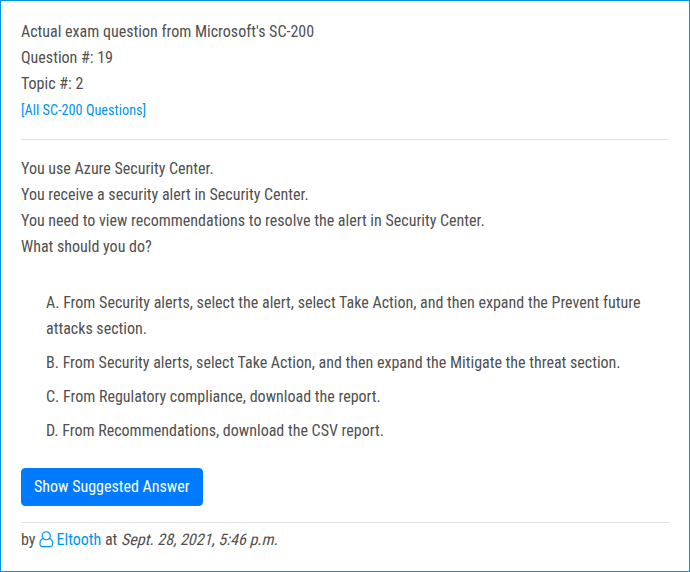 Actual exam question from Microsoft's SC-200
Question #: 19
Topic #: 2
[All SC-200 Questions]
You use Azure Security Center.
You receive a security alert in Security Center.
You need to view recommendations to resolve the alert in Security Center.
What should you do?
A. From Security alerts, select the alert, select Take Action, and then expand the Prevent future
attacks section.
B. From Security alerts, select Take Action, and then expand the Mitigate the threat section.
C. From Regulatory compliance, download the report.
D. From Recommendations, download the CSV report.
Show Suggested Answer
by Eltooth at Sept. 28, 2021, 5:46 p.m.